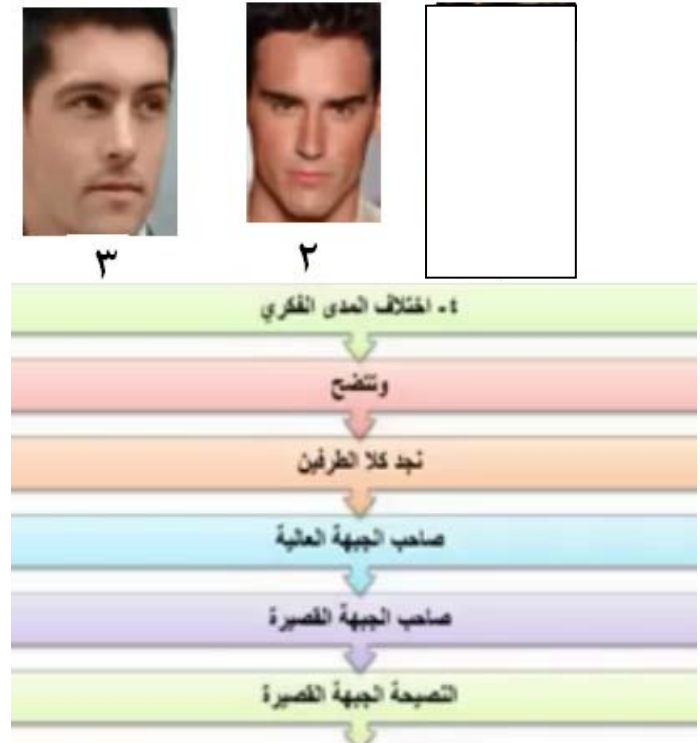 ٢ ٣
٤- اختلاف المدى الفكري
وتتضح
نجد كلا الطرفين
صاحب الجبهة العالية
صاحب الجبهة القصيرة
النصيحة الجبهة القصيرة